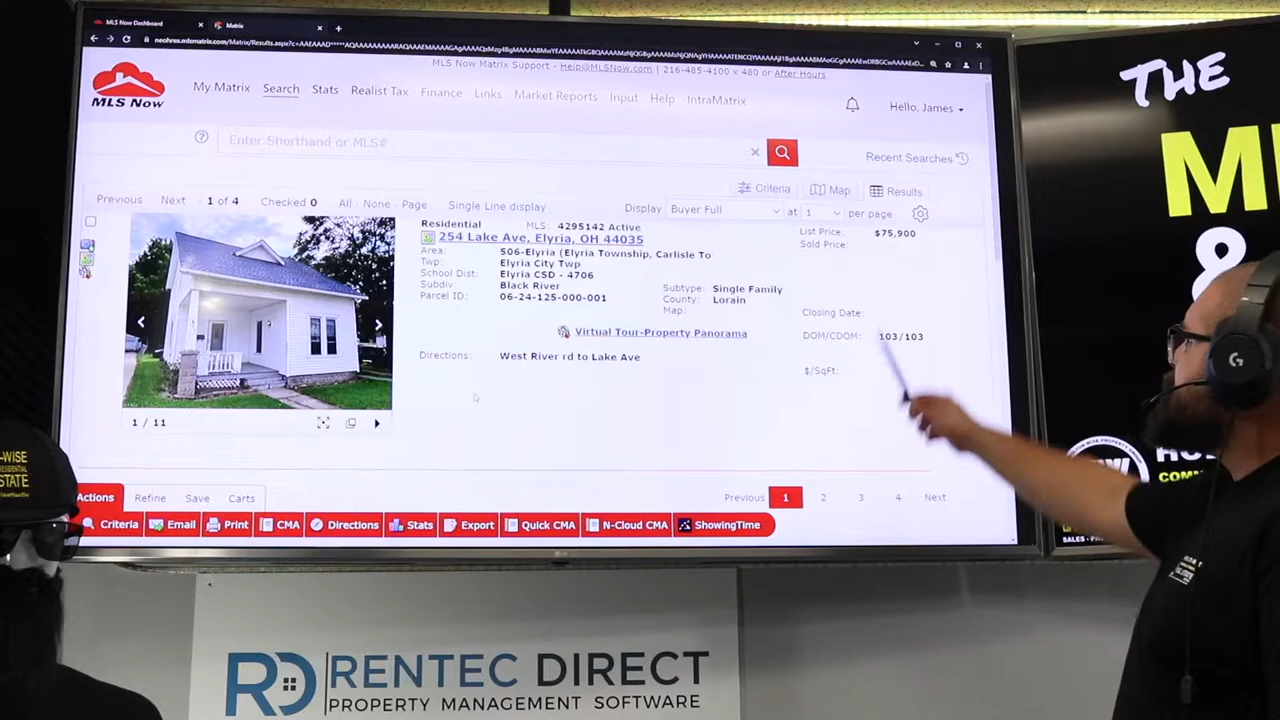 MLS Now Dashboard
Matrix
MLS Now Matrix Support - Help@MLSNow.com | 216-485-4100 x 480 or After Hours
MLS Now
My Matrix Search Stats Realist Tax Finance Links Market Reports Input Help IntraMatrix
Hello, James
Enter Shorthand or MLS#
Recent Searches
Criteria Map Results
Previous Next 1 of 4 Checked 0 All · None · Page Single Line display Display Buyer Full at 1 per page
Residential MLS: 4295142 Active
254 Lake Ave, Elyria, OH 44035
Area: 506-Elyria (Elyria Township, Carlisle To
Twp: Elyria City Twp
School Dist: Elyria CSD - 4706
Subdiv: Black River
Parcel ID: 06-24-125-000-001
Subtype: Single Family
County: Lorain
Map:
List Price: $75,900
Sold Price:
Closing Date:
DOM/CDOM: 103/103
$/SqFt:
Virtual Tour-Property Panorama
Directions: West River rd to Lake Ave
1 / 11
Actions Refine Save Carts
Previous 1 2 3 4 Next
Criteria Email Print CMA Directions Stats Export Quick CMA N-Cloud CMA ShowingTime
THE
&
-WISE
RESIDENTIAL
STATE
G
RD RENTEC DIRECT
PROPERTY MANAGEMENT SOFTWARE